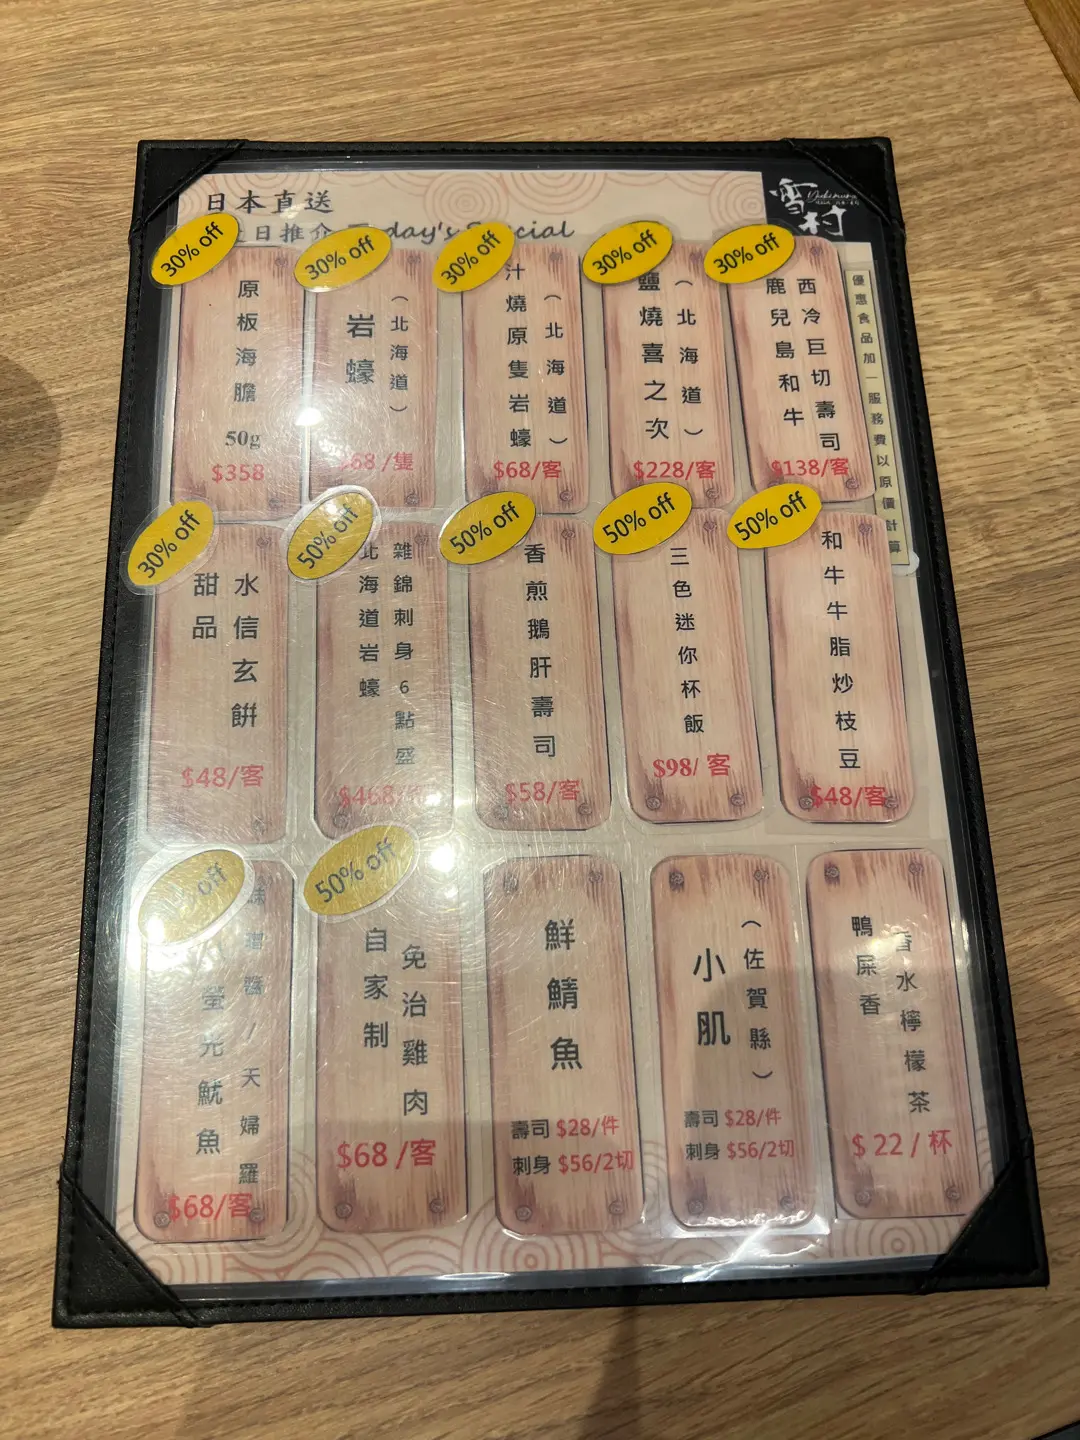 日本直送
日推介 Today's Special
雪村
優惠食品加一服務費以原價計算
30% off
原板海膽
50g
$358
30% off
（北海道）
岩蠔
$68 /隻
30% off
（北海道）
汁燒原隻岩蠔
$68/客
30% off
（北海道）
鹽燒喜之次
$228/客
30% off
西冷巨切壽司
鹿兒島和牛
$138/客
30% off
水信玄餅
甜品
$48/客
50% off
雜錦刺身6點盛
北海道岩蠔
$468/
50% off
香煎鵝肝壽司
$58/客
50% off
三色迷你杯飯
$98/ 客
50% off
和牛牛脂炒枝豆
$48/客
off
醬/天婦羅
螢光魷魚
$68/客
50% off
免治雞肉
自家制
$68 /客
鮮鯖魚
壽司 $28/件
刺身 $56/2切
（佐賀縣）
小肌
壽司 $28/件
刺身 $56/2切
香水檸檬茶
鴨屎香
$ 22 / 杯